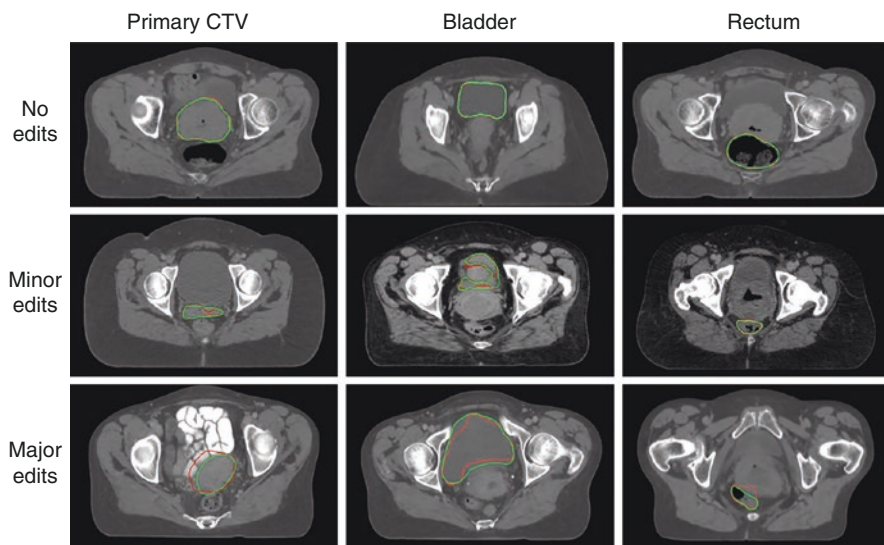 Primary CTV
Bladder
Rectum
No
edits
Minor
edits
Major
edits